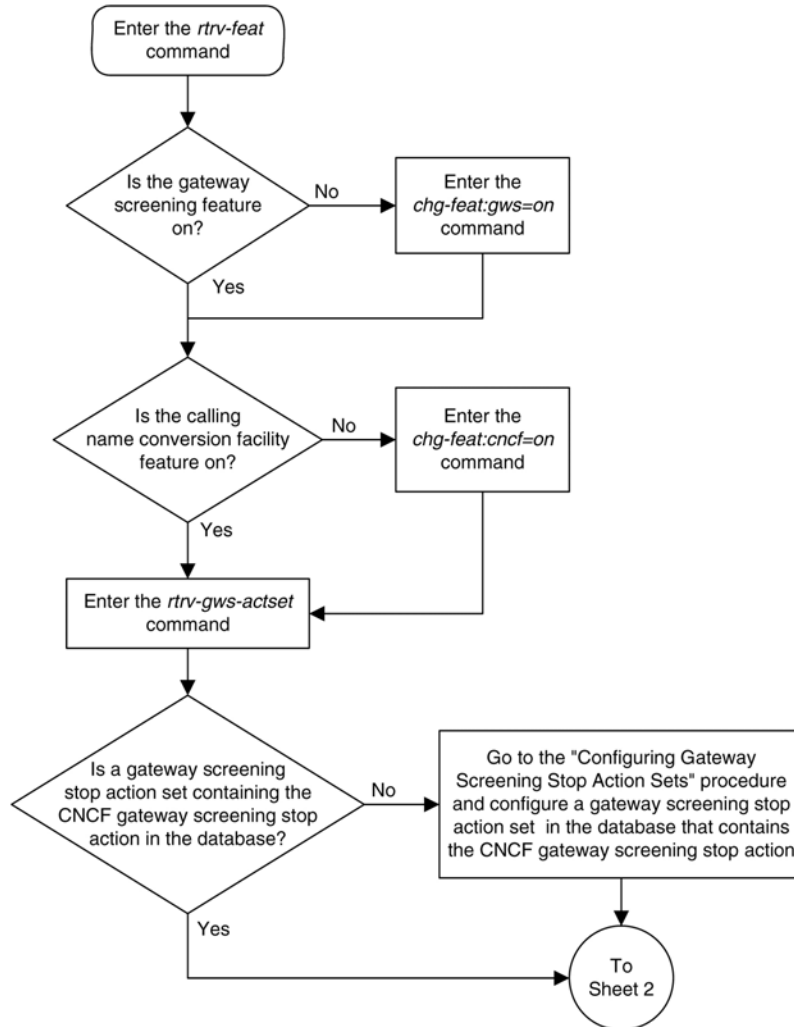 Enter the rtrv-feat
command
Is the gateway
screening feature
on?
No
Enter the
chg-feat:gws=on
command
Yes
Is the calling
name conversion facility
feature on?
No
Enter the
chg-feat:cncf=on
command
Yes
Enter the rtrv-gws-actset
command
Is a gateway screening
stop action set containing the
CNCF gateway screening stop
action in the database?
No
Go to the "Configuring Gateway
Screening Stop Action Sets" procedure
and configure a gateway screening stop
action set in the database that contains
the CNCF gateway screening stop action
Yes
To
Sheet 2